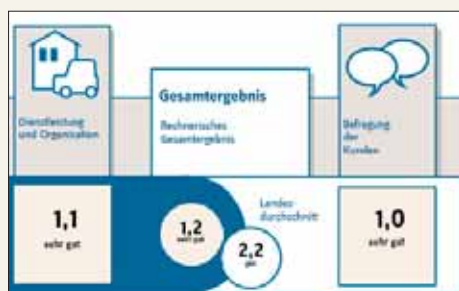 Dienstleistung
und Organisation
Gesamtergebnis
Rechnerisches
Gesamtergebnis
Befragung
der
Kunden
1,1
sehr gut
1,2
sehr gut
Landes-
durchschnitt
2,2
gut
1,0
sehr gut